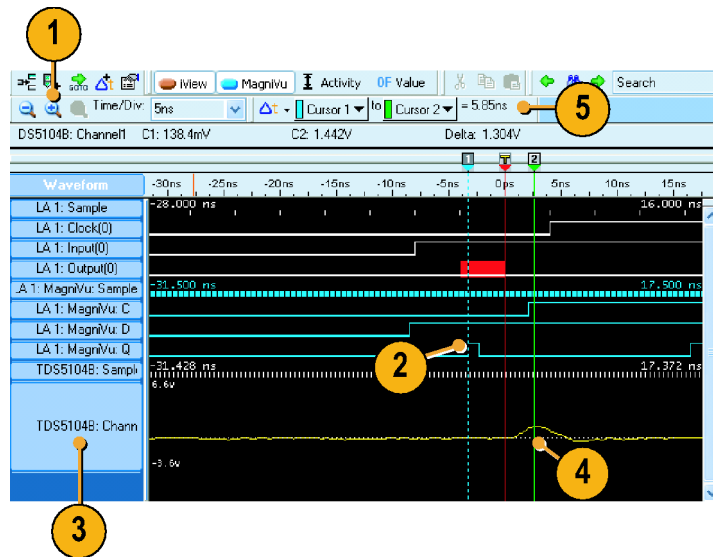 1
GOTO
Δt
iView
MagniVu
Activity
0F Value
Search
Time/Div:
5ns
Δt
Cursor 1
to
Cursor 2
= 5.85ns
5
DS5104B: Channel1
C1: 138.4mV
C2: 1.442V
Delta: 1.304V
1
T
2
Waveform
-30ns
-25ns
-20ns
-15ns
-10ns
-5ns
0ps
5ns
10ns
15ns
LA 1: Sample
-28.000 ns
16.000 ns
LA 1: Clock(0)
LA 1: Input(0)
LA 1: Output(0)
.A 1: MagniVu: Sample
-31.500 ns
17.500 ns
LA 1: MagniVu: C
LA 1: MagniVu: D
LA 1: MagniVu: Q
2
TDS5104B: Sampl
-31.428 ns
17.372 ns
6.6v
TDS5104B: Chann
-3.6v
4
3